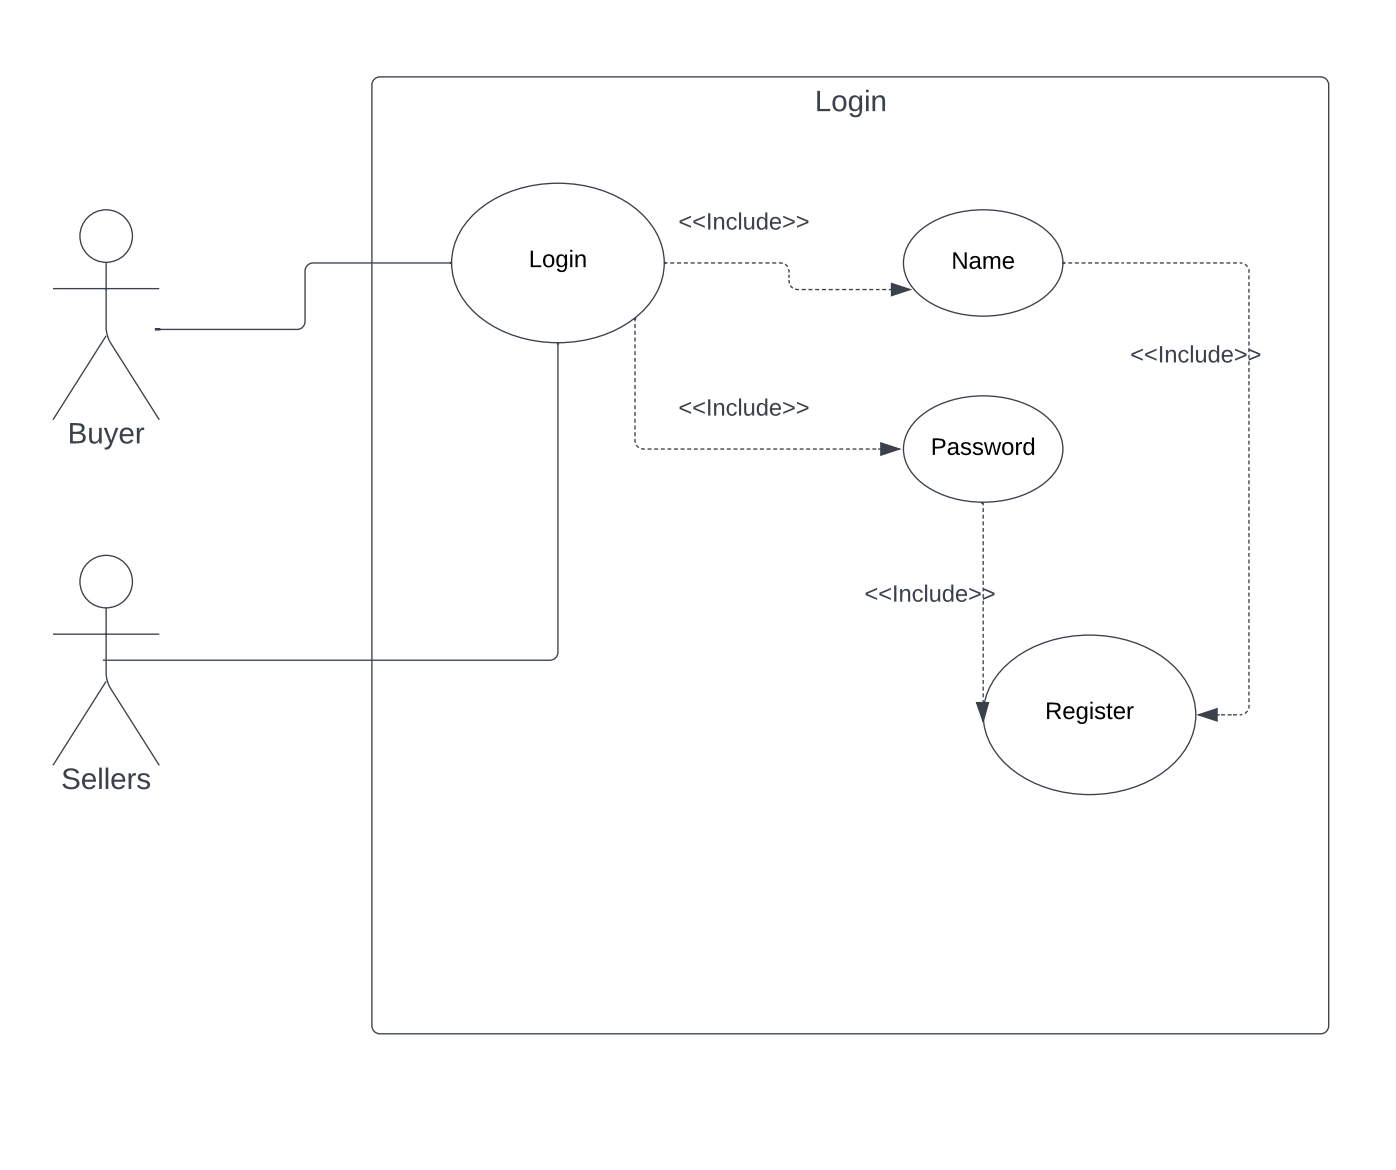 Login
<<Include>>
Login
Name
<<Include>>
<<Include>>
Buyer
Password
<<Include>>
Register
Sellers